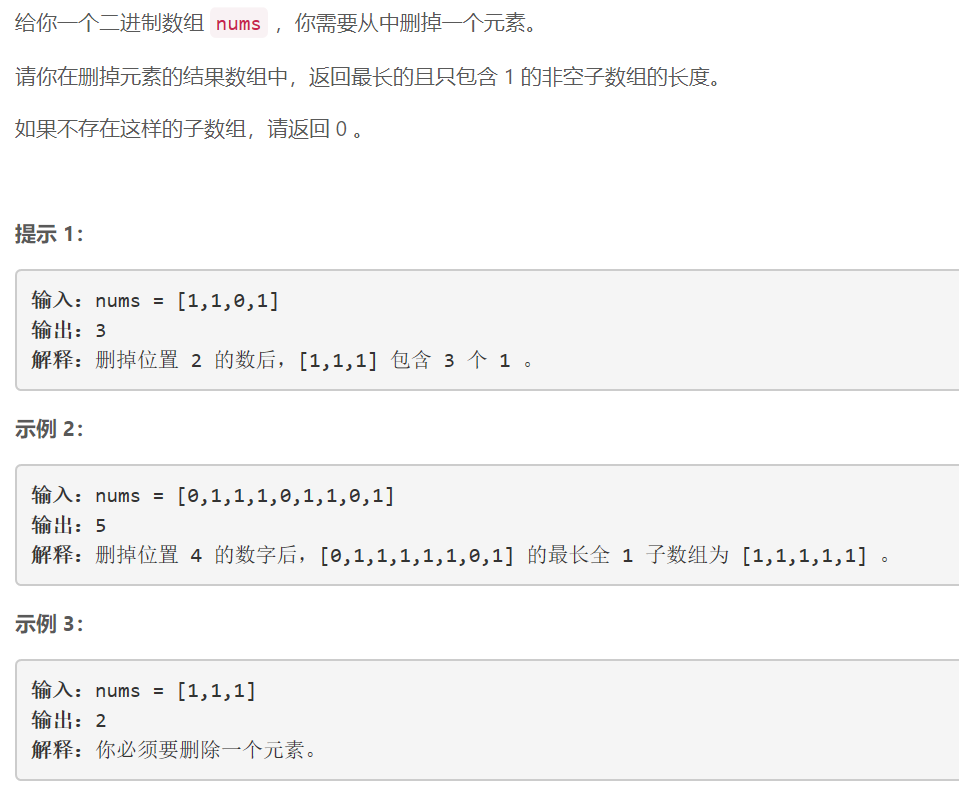 给你一个二进制数组 nums ，你需要从中删掉一个元素。
请你在删掉元素的结果数组中，返回最长的且只包含 1 的非空子数组的长度。
如果不存在这样的子数组，请返回 0 。
提示 1：
输入：nums = [1,1,0,1]
输出：3
解释：删掉位置 2 的数后，[1,1,1] 包含 3 个 1 。
示例 2：
输入：nums = [0,1,1,1,0,1,1,0,1]
输出：5
解释：删掉位置 4 的数字后，[0,1,1,1,1,1,0,1] 的最长全 1 子数组为 [1,1,1,1,1] 。
示例 3：
输入：nums = [1,1,1]
输出：2
解释：你必须要删除一个元素。